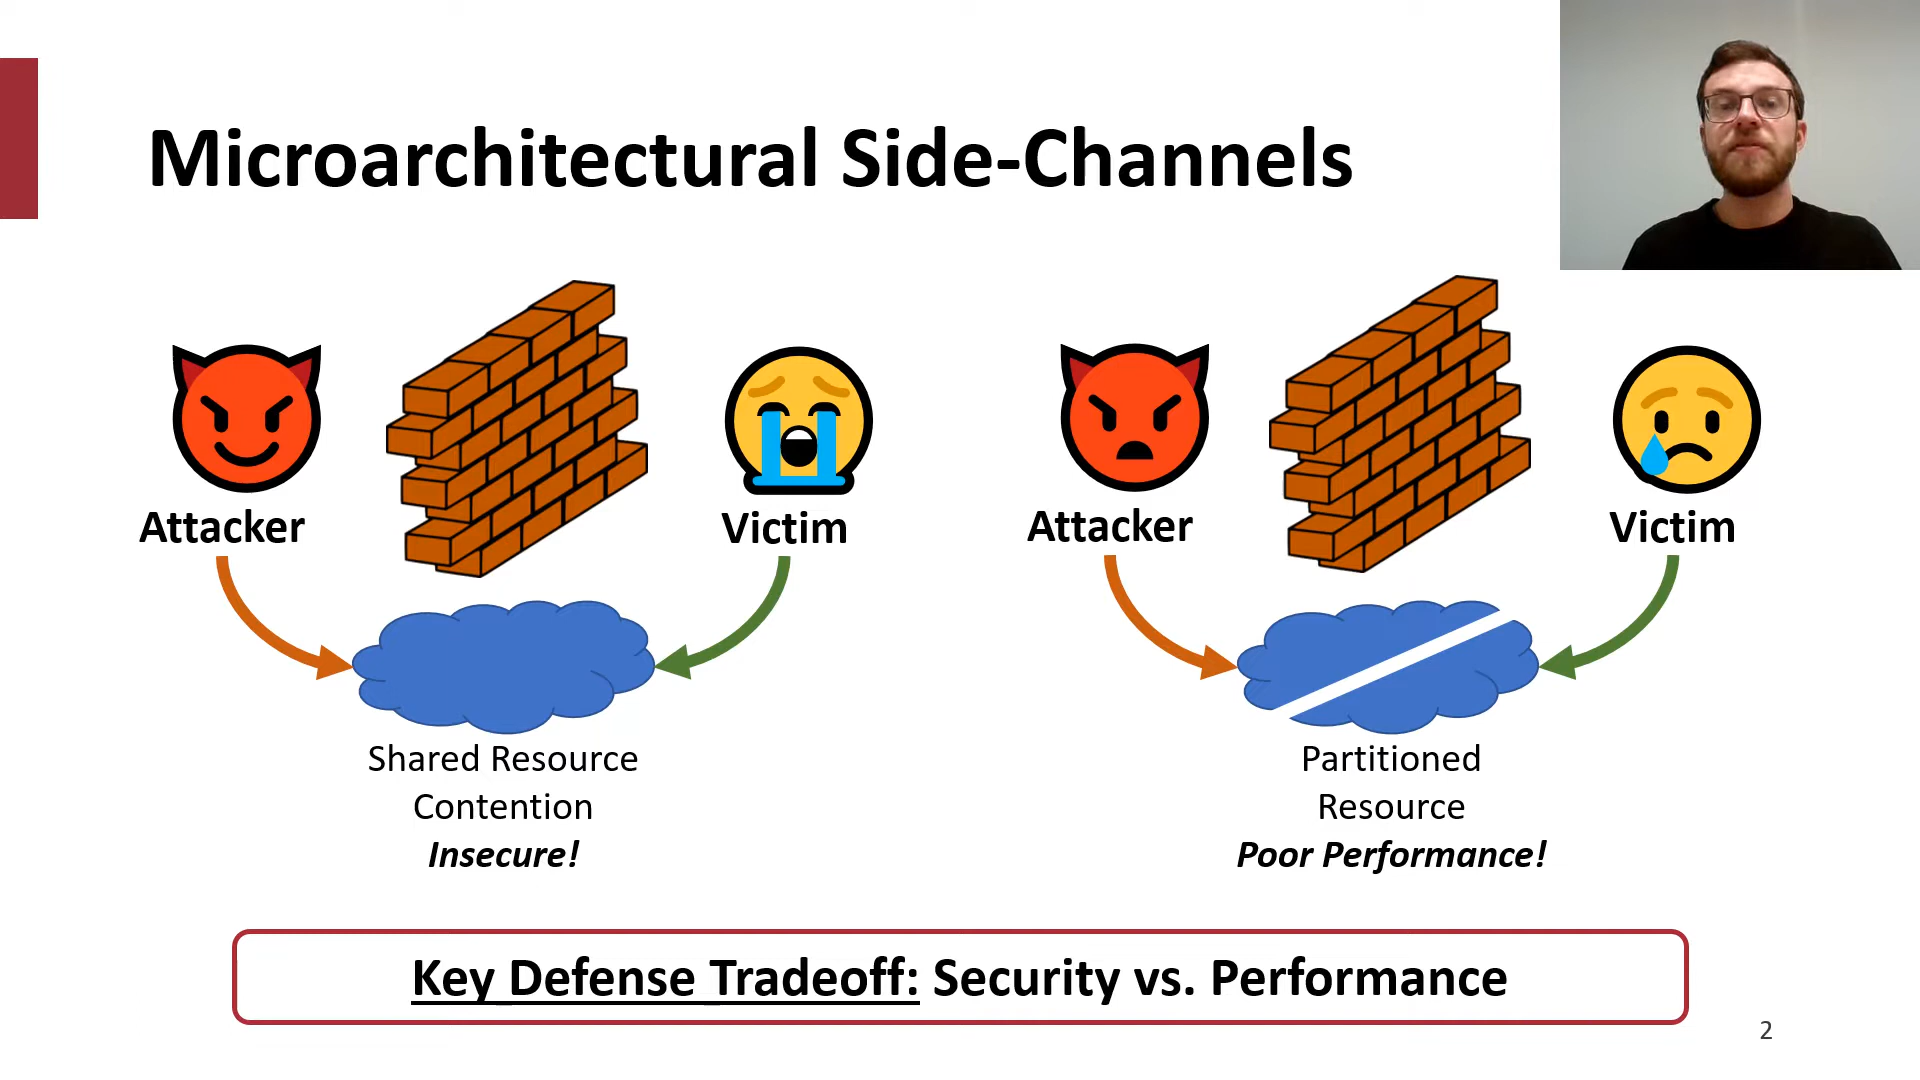 Microarchitectural Side-Channels
Attacker
Victim
Shared Resource
Contention
Insecure!
Attacker
Victim
Partitioned
Resource
Poor Performance!
Key Defense Tradeoff: Security vs. Performance
2